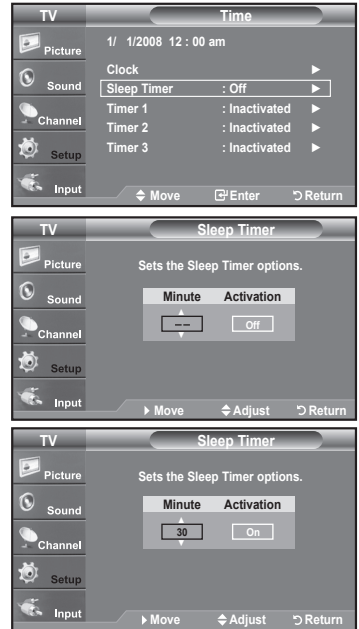 TV Time
Picture
1/ 1/2008 12 : 00 am
Clock ►
Sound
Sleep Timer : Off ►
Timer 1 : Inactivated ►
Channel
Timer 2 : Inactivated ►
Setup
Timer 3 : Inactivated ►
Input
Move Enter Return
TV Sleep Timer
Picture
Sets the Sleep Timer options.
Sound
Minute Activation
-- Off
Channel
Setup
Input
Move Adjust Return
TV Sleep Timer
Picture
Sets the Sleep Timer options.
Sound
Minute Activation
30 On
Channel
Setup
Input
Move Adjust Return